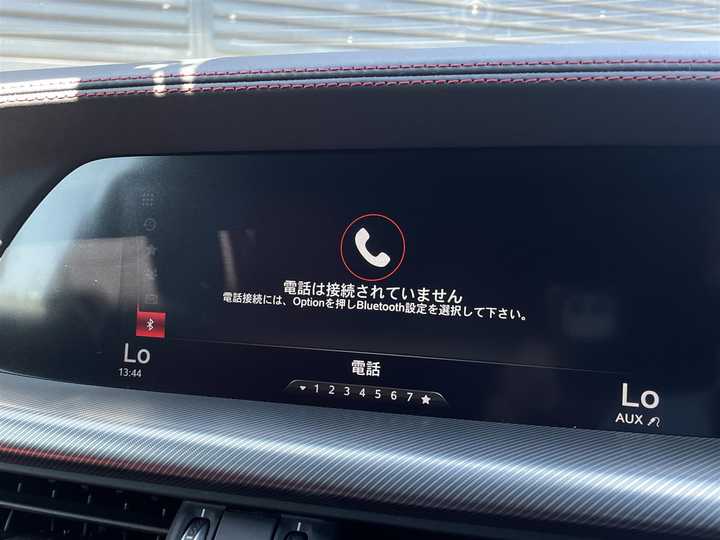 電話は接続されていません
電話接続には、Optionを押しBluetooth設定を選択して下さい。
Lo
13:44
電話
1 2 3 4 5 6 7 ★
Lo
AUX